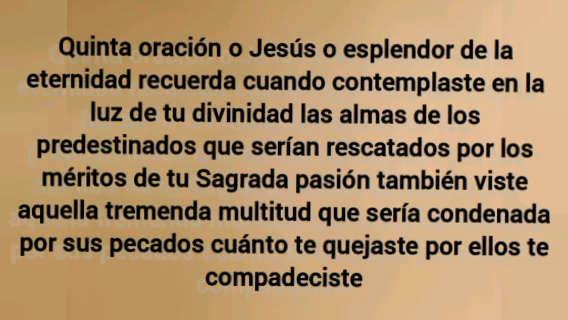 Quinta oración o Jesús o esplendor de la
eternidad recuerda cuando contemplaste en la
luz de tu divinidad las almas de los
predestinados que serían rescatados por los
méritos de tu Sagrada pasión también viste
aquella tremenda multitud que sería condenada
por sus pecados cuánto te quejaste por ellos te
compadeciste